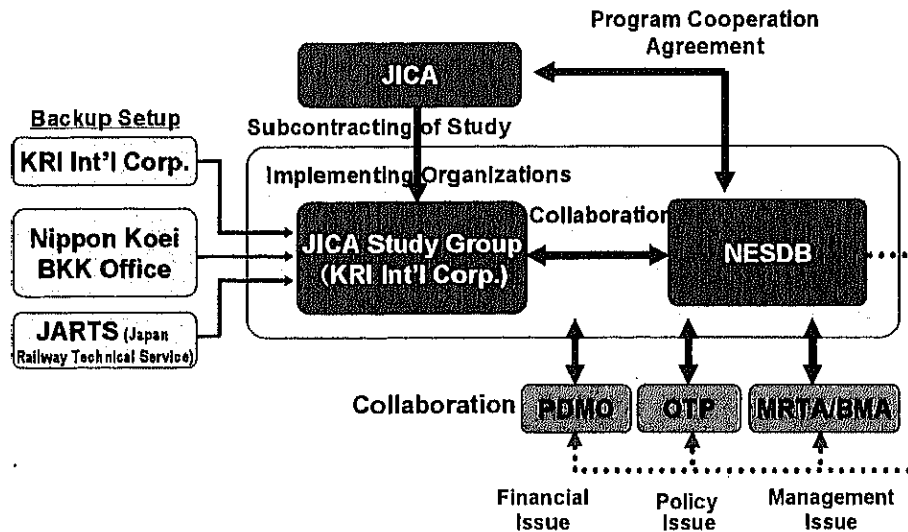 Program Cooperation
Agreement
JICA
Backup Setup
Subcontracting of Study
KRI Int'l Corp.
Implementing Organizations
Collaboration
Nippon Koei
BKK Office
JICA Study Group
(KRI Int'l Corp.)
NESDB
JARTS (Japan
Railway Technical Service)
Collaboration
PDMO
OTP
MRTA/BMA
Financial
Issue
Policy
Issue
Management
Issue